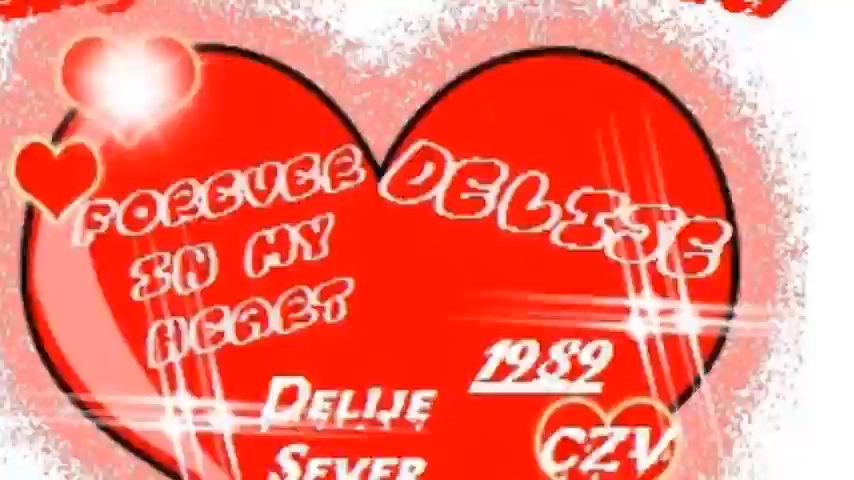 FOREVER
IN MY
HEART
DELIJE
1989
DELIJE
SEVER
CZV